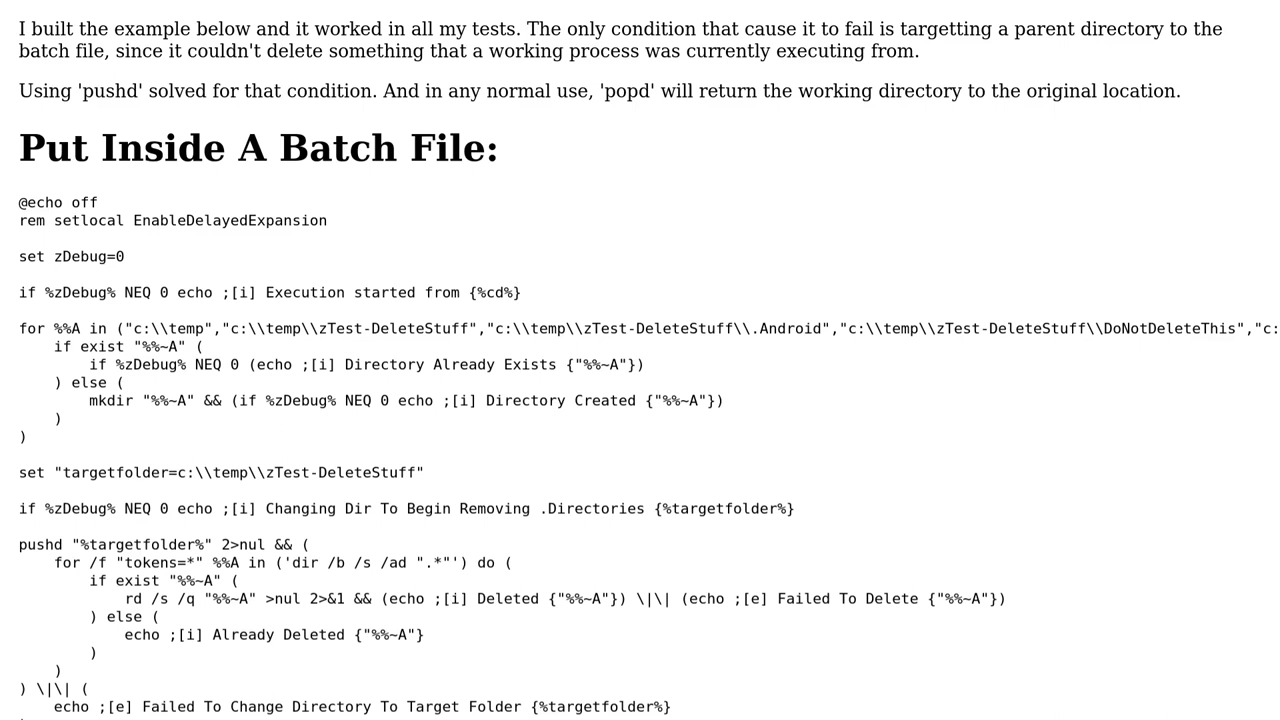 I built the example below and it worked in all my tests. The only condition that cause it to fail is targetting a parent directory to the
batch file, since it couldn't delete something that a working process was currently executing from.
Using 'pushd' solved for that condition. And in any normal use, 'popd' will return the working directory to the original location.
Put Inside A Batch File:
@echo off
rem setlocal EnableDelayedExpansion
set zDebug=0
if %zDebug% NEQ 0 echo ;[i] Execution started from {%cd%}
for %%A in ("c:\\temp","c:\\temp\\zTest-DeleteStuff","c:\\temp\\zTest-DeleteStuff\\.Android","c:\\temp\\zTest-DeleteStuff\\DoNotDeleteThis","c:
    if exist "%%~A" (
        if %zDebug% NEQ 0 (echo ;[i] Directory Already Exists {"%%~A"})
    ) else (
        mkdir "%%~A" && (if %zDebug% NEQ 0 echo ;[i] Directory Created {"%%~A"})
    )
)
set "targetfolder=c:\\temp\\zTest-DeleteStuff"
if %zDebug% NEQ 0 echo ;[i] Changing Dir To Begin Removing .Directories {%targetfolder%}
pushd "%targetfolder%" 2>nul && (
    for /f "tokens=*" %%A in ('dir /b /s /ad ".*"') do (
        if exist "%%~A" (
            rd /s /q "%%~A" >nul 2>&1 && (echo ;[i] Deleted {"%%~A"}) \|\| (echo ;[e] Failed To Delete {"%%~A"})
        ) else (
            echo ;[i] Already Deleted {"%%~A"}
        )
    )
) \|\| (
    echo ;[e] Failed To Change Directory To Target Folder {%targetfolder%}